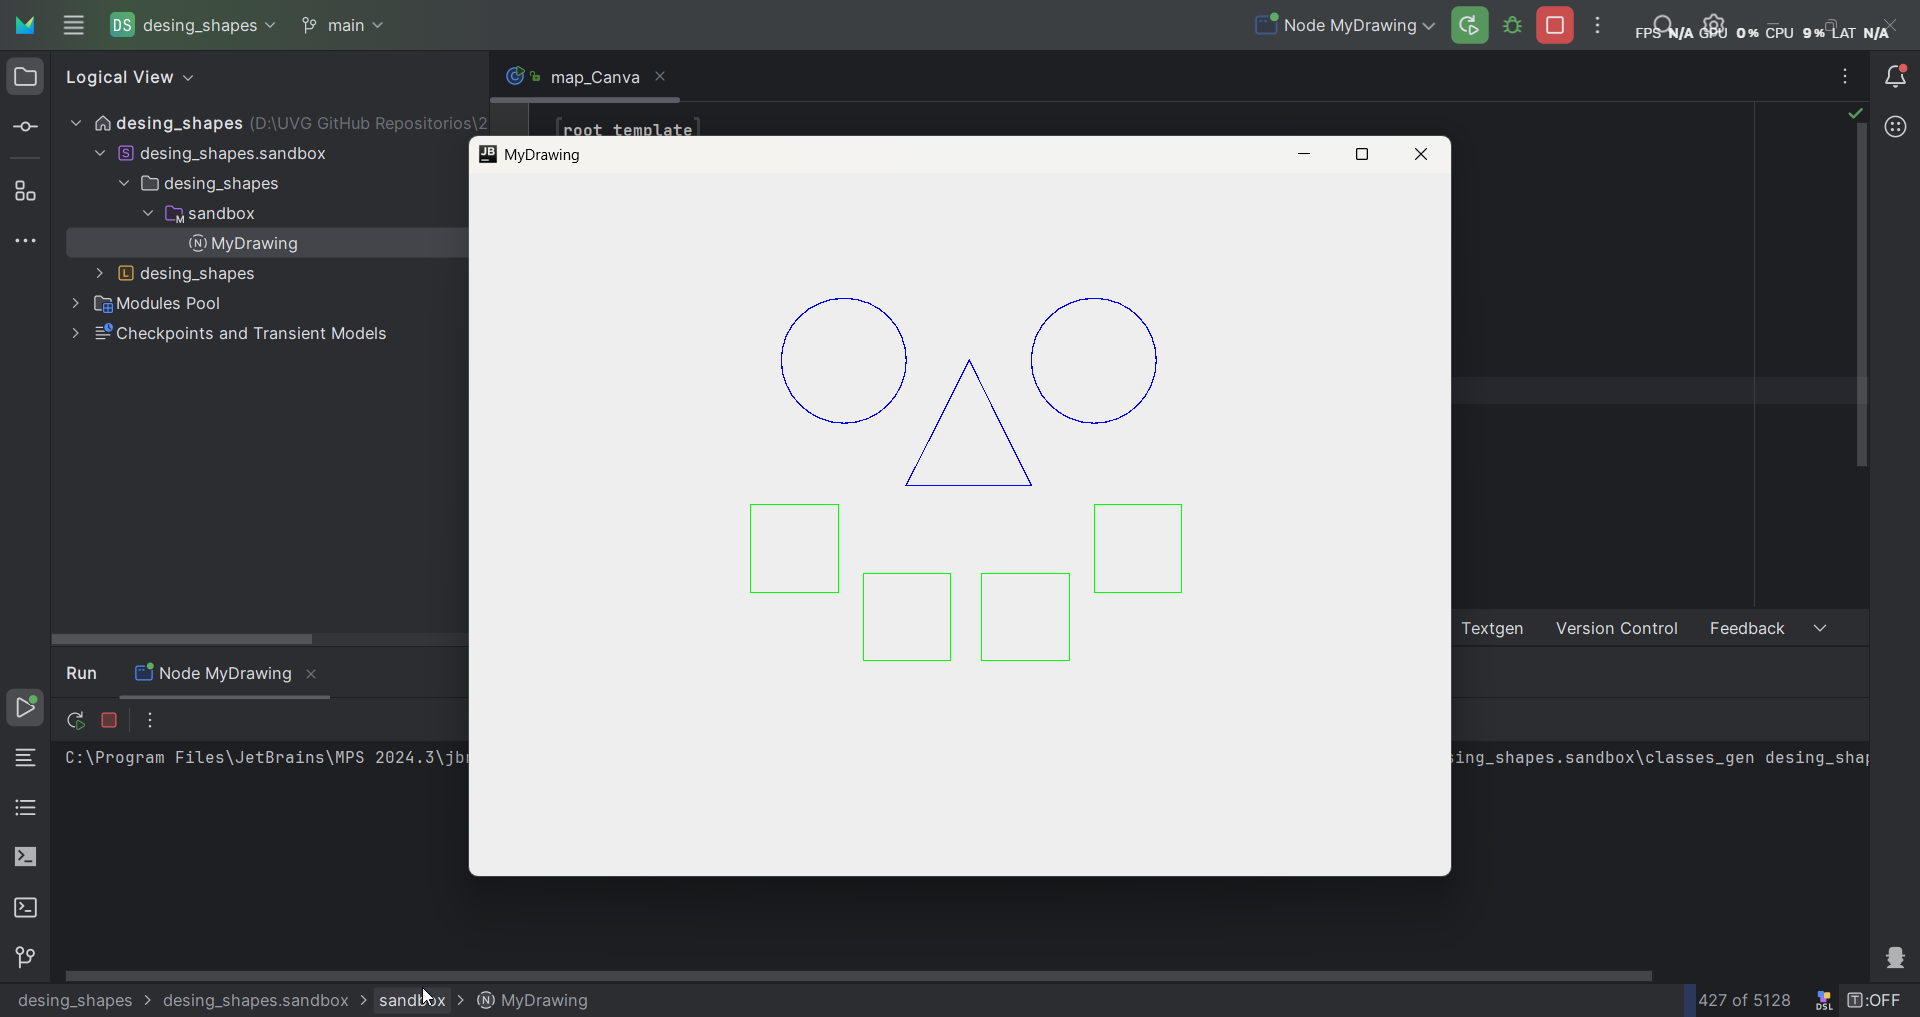 DS desing_shapes main Node MyDrawing FPS N/A GPU 0% CPU 9% LAT N/A
Logical View
map_Canva
desing_shapes (D:\UVG GitHub Repositorios\2
desing_shapes.sandbox
desing_shapes
sandbox
MyDrawing
desing_shapes
Modules Pool
Checkpoints and Transient Models
root template
MyDrawing
Textgen Version Control Feedback
Run Node MyDrawing
C:\Program Files\JetBrains\MPS 2024.3\jbr
sing_shapes.sandbox\classes_gen desing_shap
desing_shapes > desing_shapes.sandbox > sandbox > MyDrawing
427 of 5128 DSL T:OFF